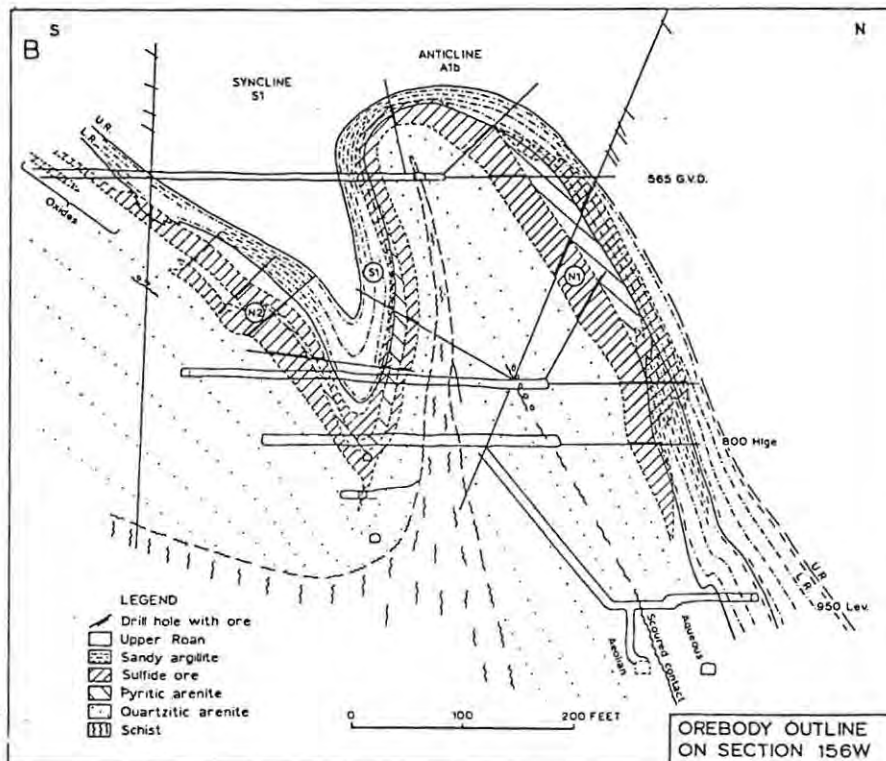 B
S
N
SYNCLINE
S1
ANTICLINE
A1b
U.R.
L.R.
565 G.V.D.
Oxides
S1
N1
N2
800 Hlge
U.R.
L.R.
950 Lev.
Aeolian
Scoured contact
Aqueous
LEGEND
Drill hole with ore
Upper Roan
Sandy argillite
Sulfide ore
Pyritic arenite
Quartzitic arenite
Schist
0 100 200 FEET
OREBODY OUTLINE
ON SECTION 156W